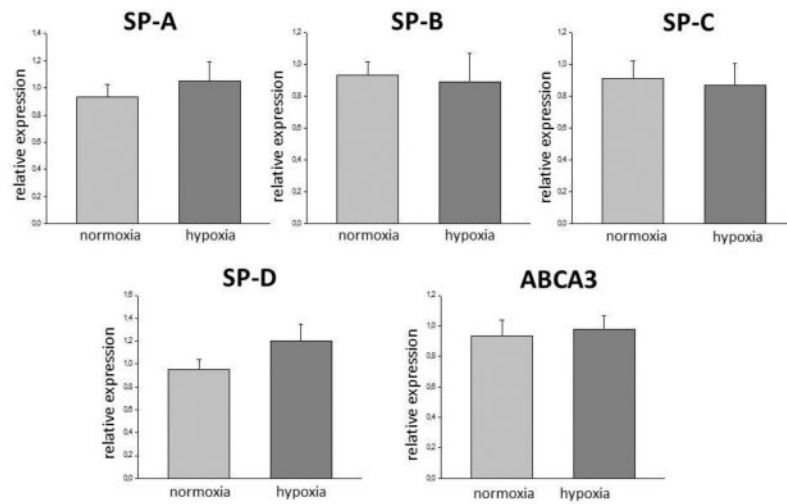 SP-A
relative expression
1,4
1,2
1,0
0,8
0,6
0,4
0,2
0,0
normoxia hypoxia
SP-B
relative expression
1,2
1,0
0,8
0,6
0,4
0,2
0,0
normoxia hypoxia
SP-C
relative expression
1,2
1,0
0,8
0,6
0,4
0,2
0,0
normoxia hypoxia
SP-D
relative expression
1,6
1,4
1,2
1,0
0,8
0,6
0,4
0,2
0,0
normoxia hypoxia
ABCA3
relative expression
1,2
1,0
0,8
0,6
0,4
0,2
0,0
normoxia hypoxia